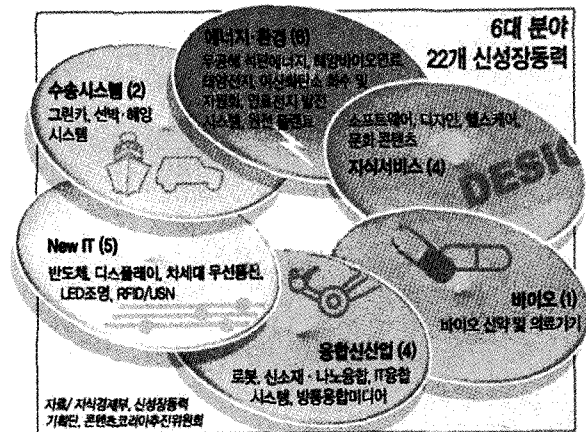 6대 분야
22개 신성장동력
에너지·환경 (6)
무공해 석탄에너지, 해양바이오연료,
태양전지, 이산화탄소 회수 및
자원화, 연료전지 발전
시스템, 원전 플랜트
수송시스템 (2)
그린카, 선박·해양
시스템
소프트웨어, 디자인, 헬스케어,
문화 콘텐츠
지식서비스 (4)
DESIG
New IT (5)
반도체, 디스플레이, 차세대 무선통신,
LED조명, RFID/USN
바이오 (1)
바이오 신약 및 의료기기
융합신산업 (4)
로봇, 신소재·나노융합, IT융합
시스템, 방통융합미디어
자료/ 지식경제부, 신성장동력
기획단, 콘텐츠코리아추진위원회